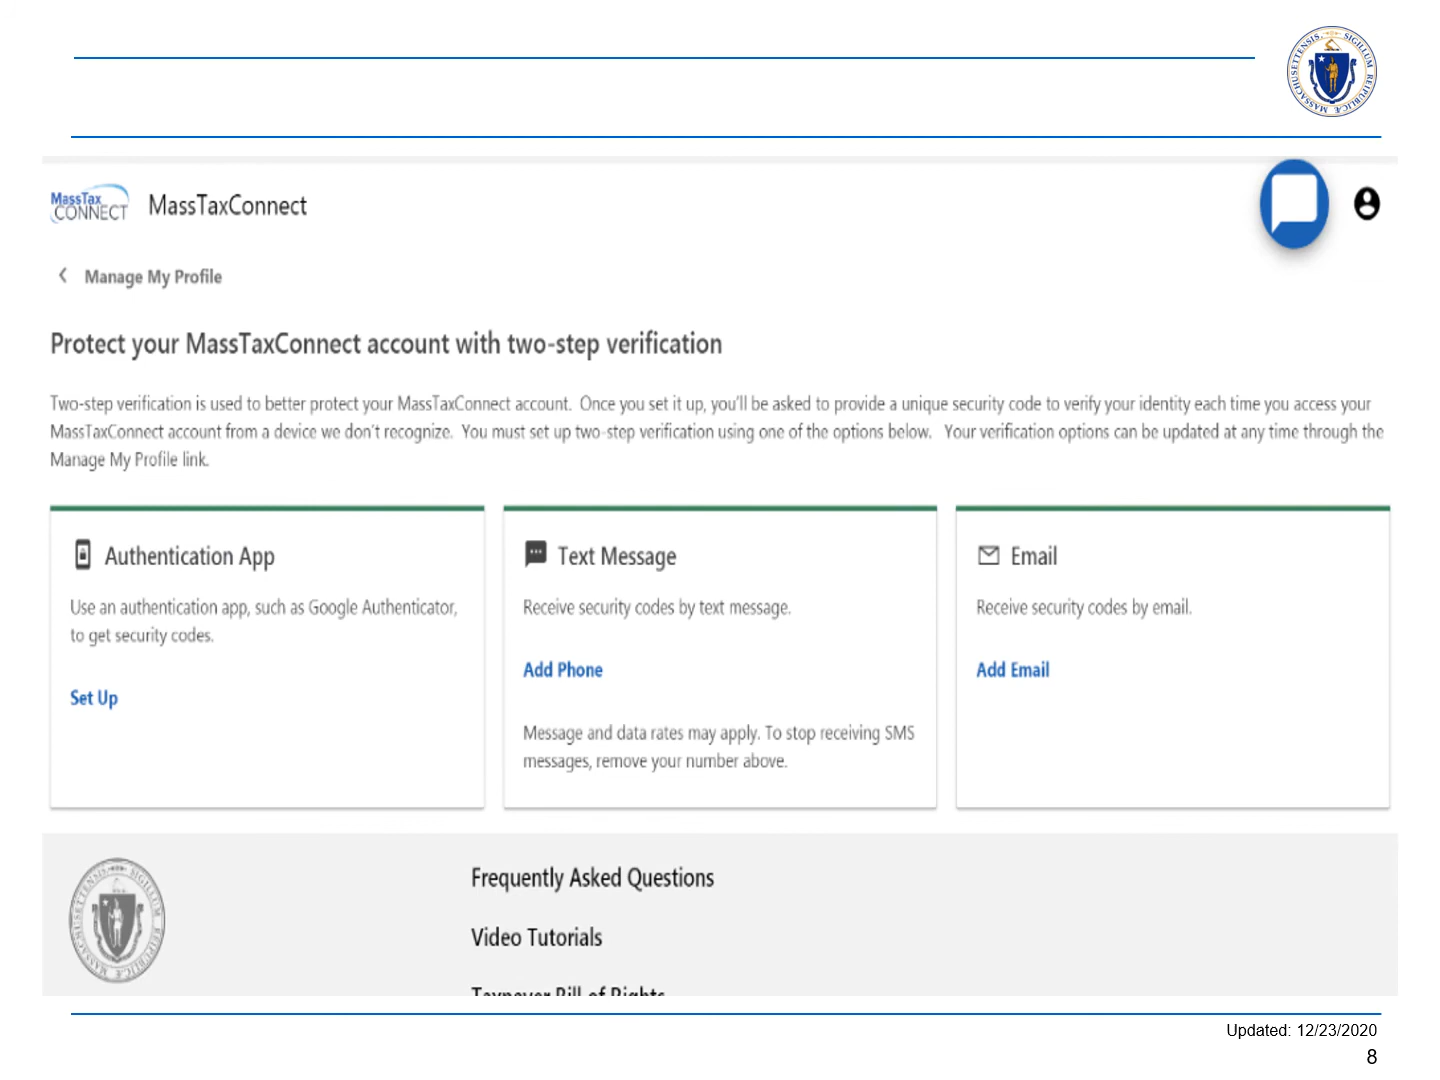 MassTax
CONNECT
MassTaxConnect
Manage My Profile
Protect your MassTaxConnect account with two-step verification
Two-step verification is used to better protect your MassTaxConnect account.  Once you set it up, you'll be asked to provide a unique security code to verify your identity each time you access your
MassTaxConnect account from a device we don't recognize.  You must set up two-step verification using one of the options below.   Your verification options can be updated at any time through the
Manage My Profile link.
Authentication App
Use an authentication app, such as Google Authenticator,
to get security codes.
Set Up
Text Message
Receive security codes by text message.
Add Phone
Message and data rates may apply. To stop receiving SMS
messages, remove your number above.
Email
Receive security codes by email.
Add Email
Frequently Asked Questions
Video Tutorials
Taxpayer Bill of Rights
Updated: 12/23/2020
8